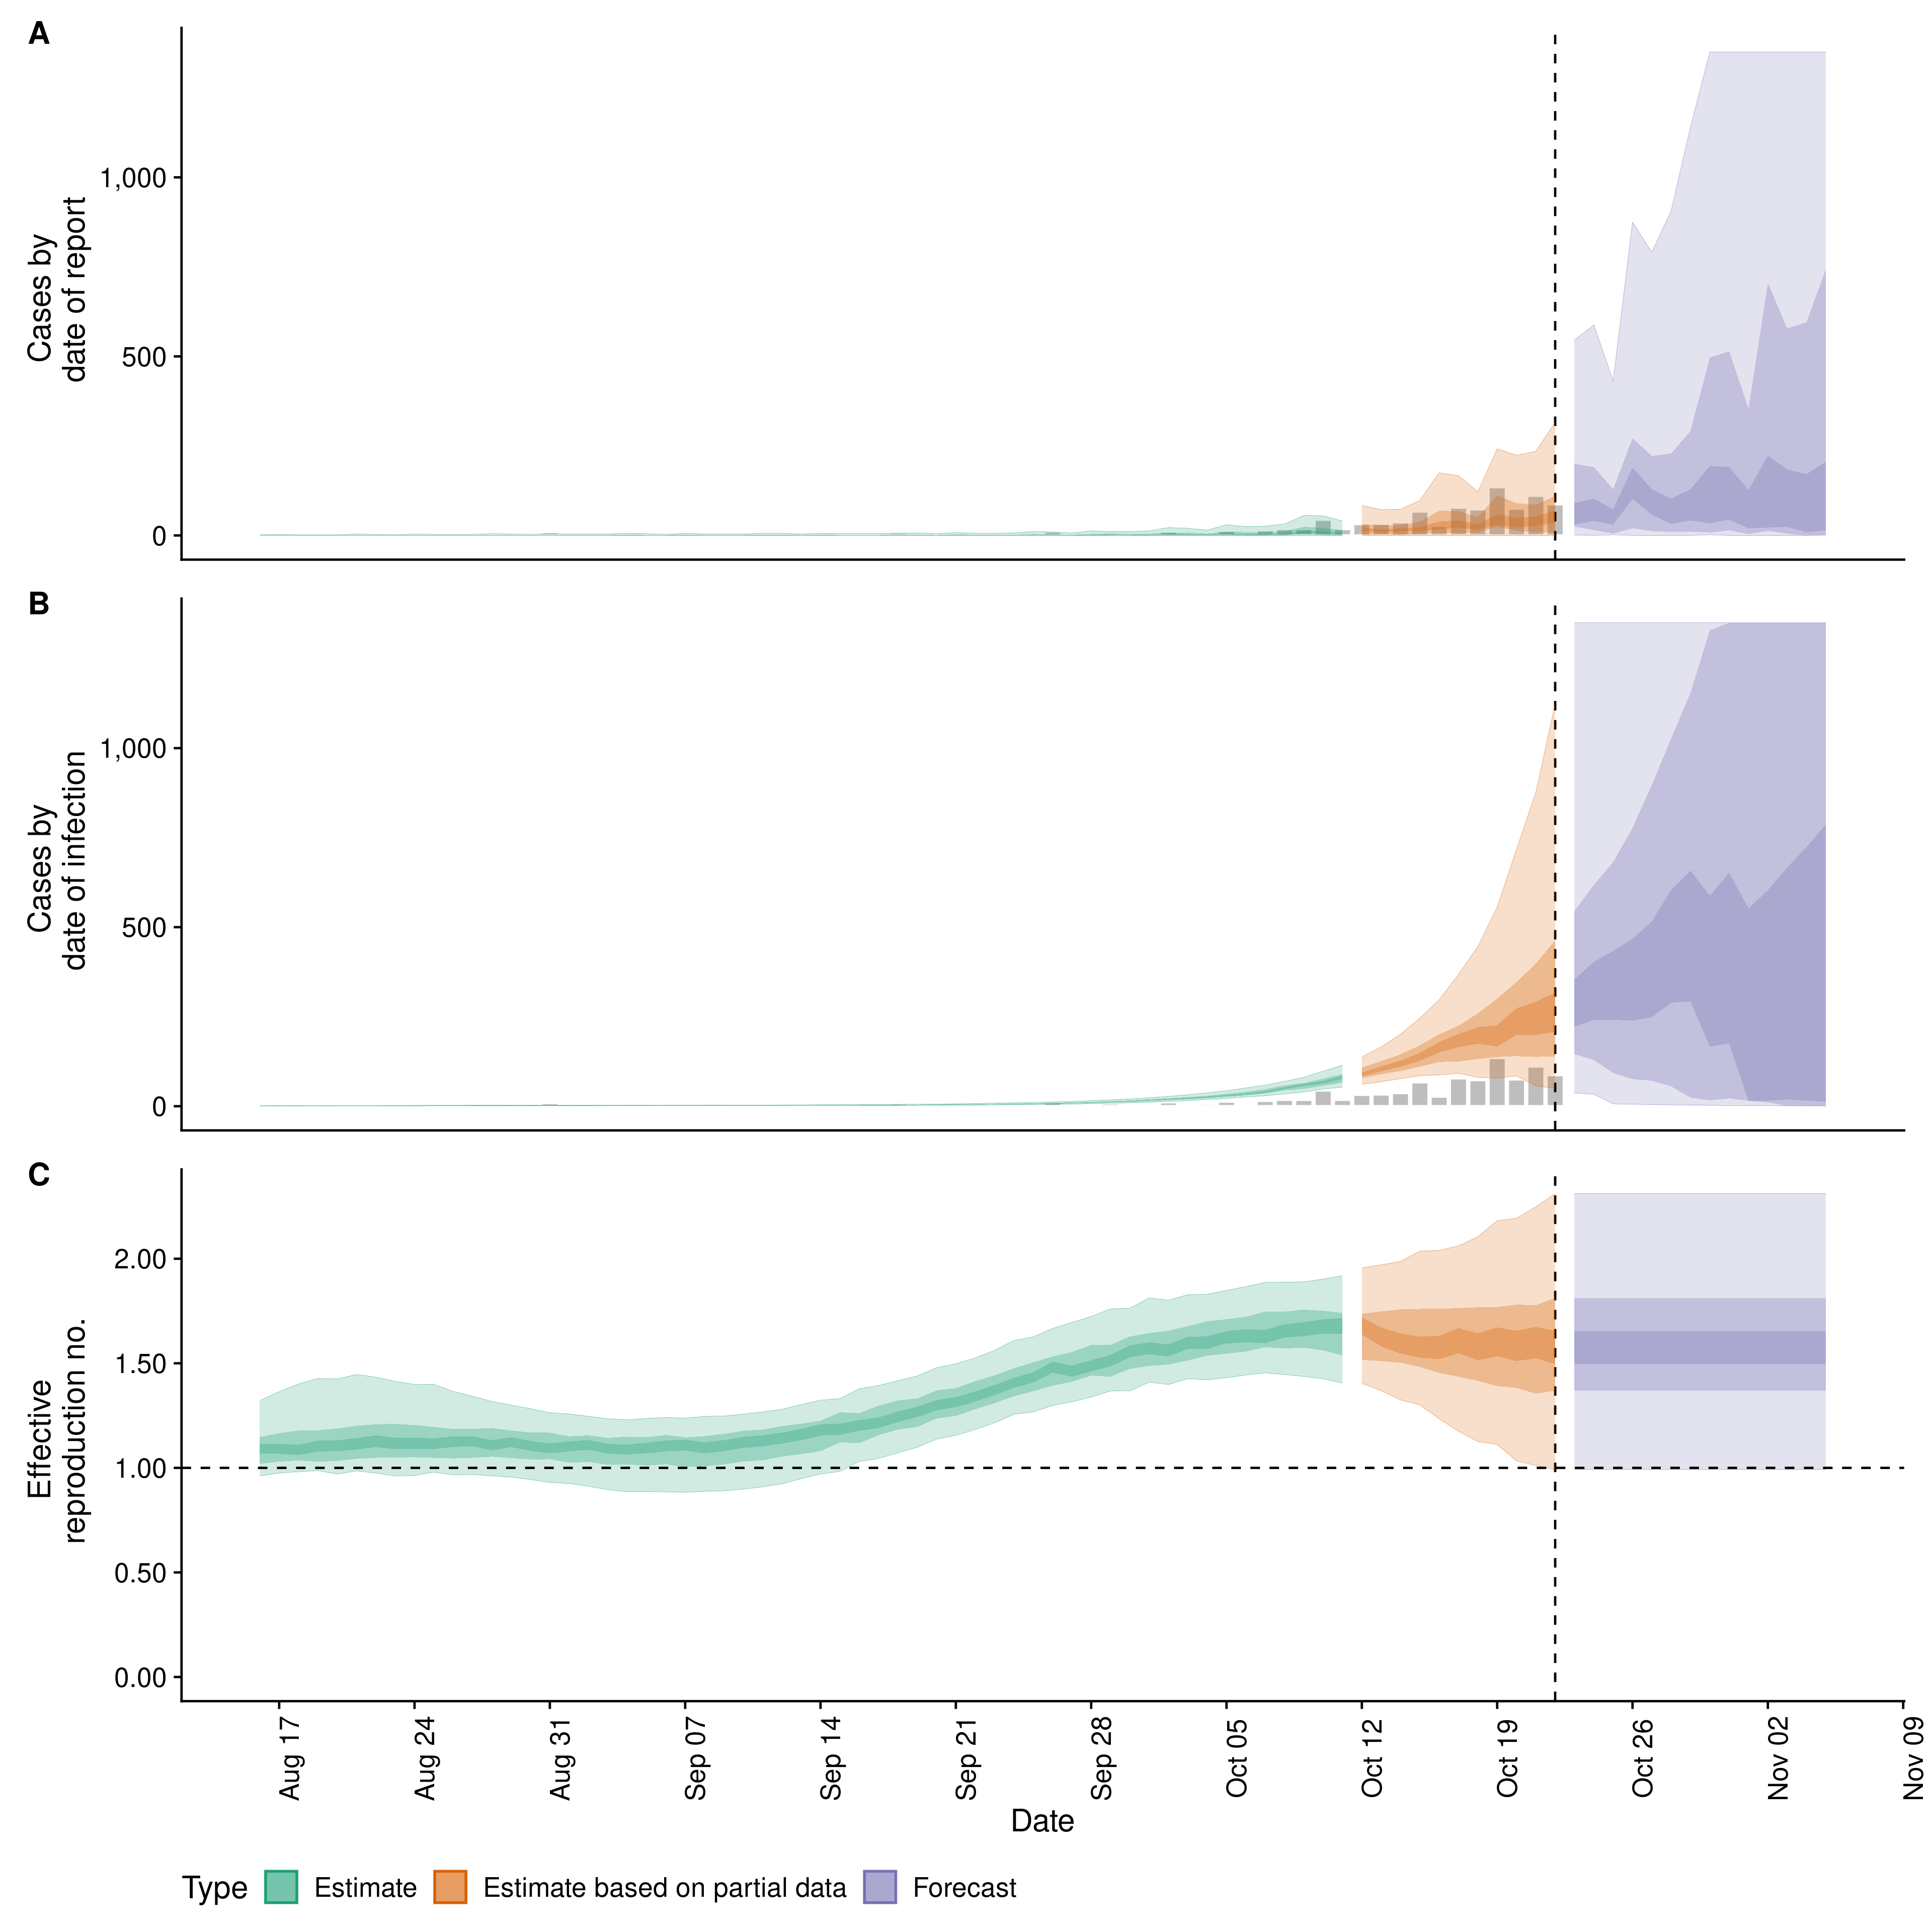 A
Cases by
date of report
1,000
500
0
B
Cases by
date of infection
1,000
500
0
C
Effective
reproduction no.
2.00
1.50
1.00
0.50
0.00
Aug 17
Aug 24
Aug 31
Sep 07
Sep 14
Sep 21
Sep 28
Oct 05
Oct 12
Oct 19
Oct 26
Nov 02
Nov 09
Date
Type Estimate Estimate based on partial data Forecast